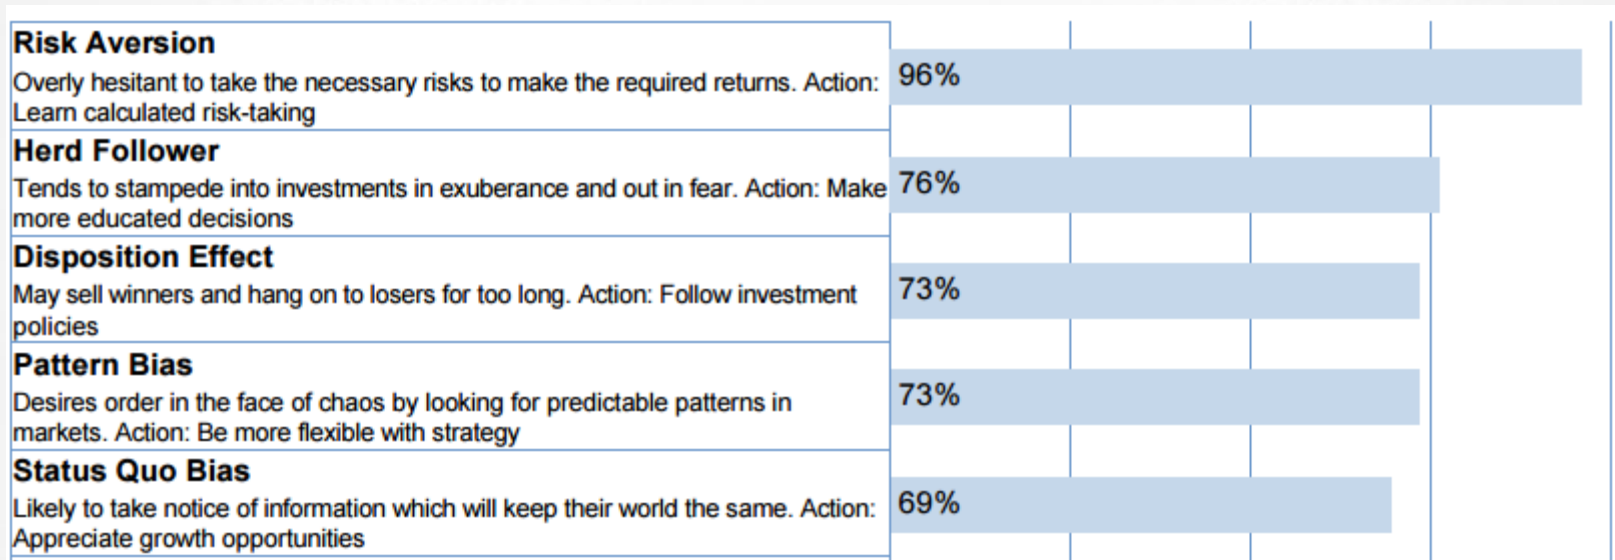 Risk Aversion
Overly hesitant to take the necessary risks to make the required returns. Action:
Learn calculated risk-taking
96%
Herd Follower
Tends to stampede into investments in exuberance and out in fear. Action: Make
more educated decisions
76%
Disposition Effect
May sell winners and hang on to losers for too long. Action: Follow investment
policies
73%
Pattern Bias
Desires order in the face of chaos by looking for predictable patterns in
markets. Action: Be more flexible with strategy
73%
Status Quo Bias
Likely to take notice of information which will keep their world the same. Action:
Appreciate growth opportunities
69%